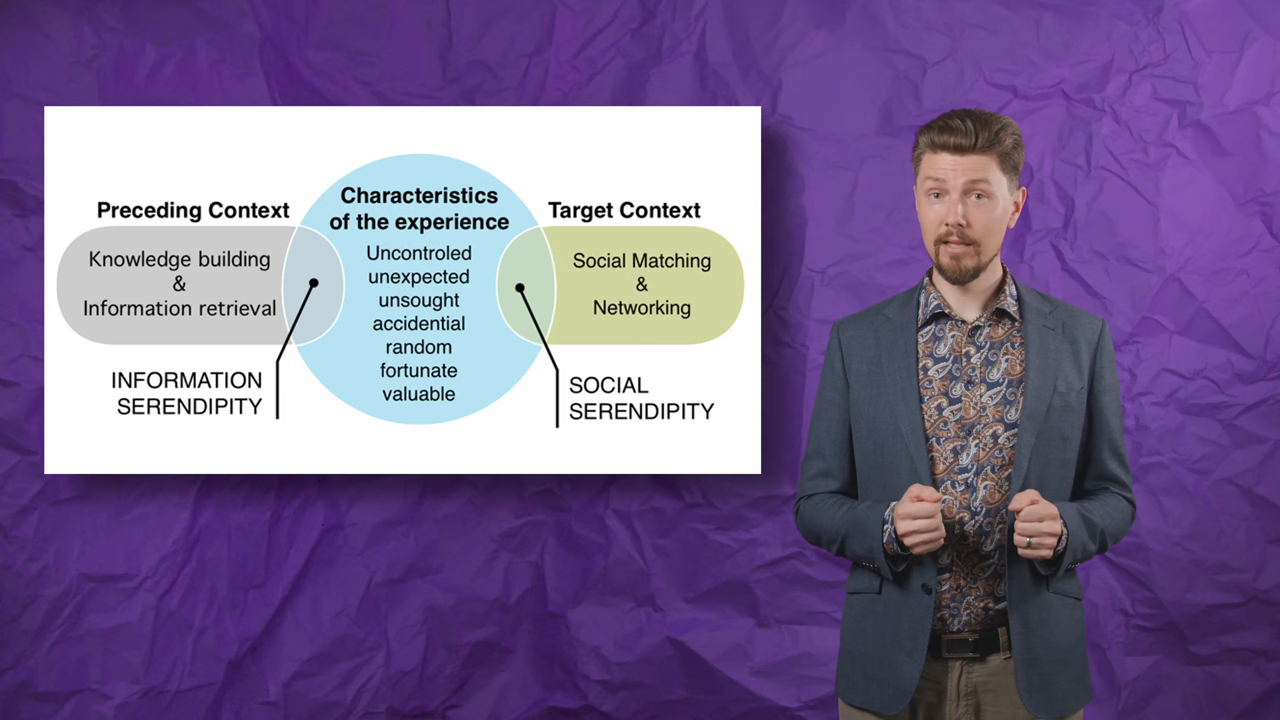 Preceding Context
Knowledge building
&
Information retrieval
INFORMATION
SERENDIPITY
Characteristics
of the experience
Uncontroled
unexpected
unsought
accidential
random
fortunate
valuable
Target Context
Social Matching
&
Networking
SOCIAL
SERENDIPITY